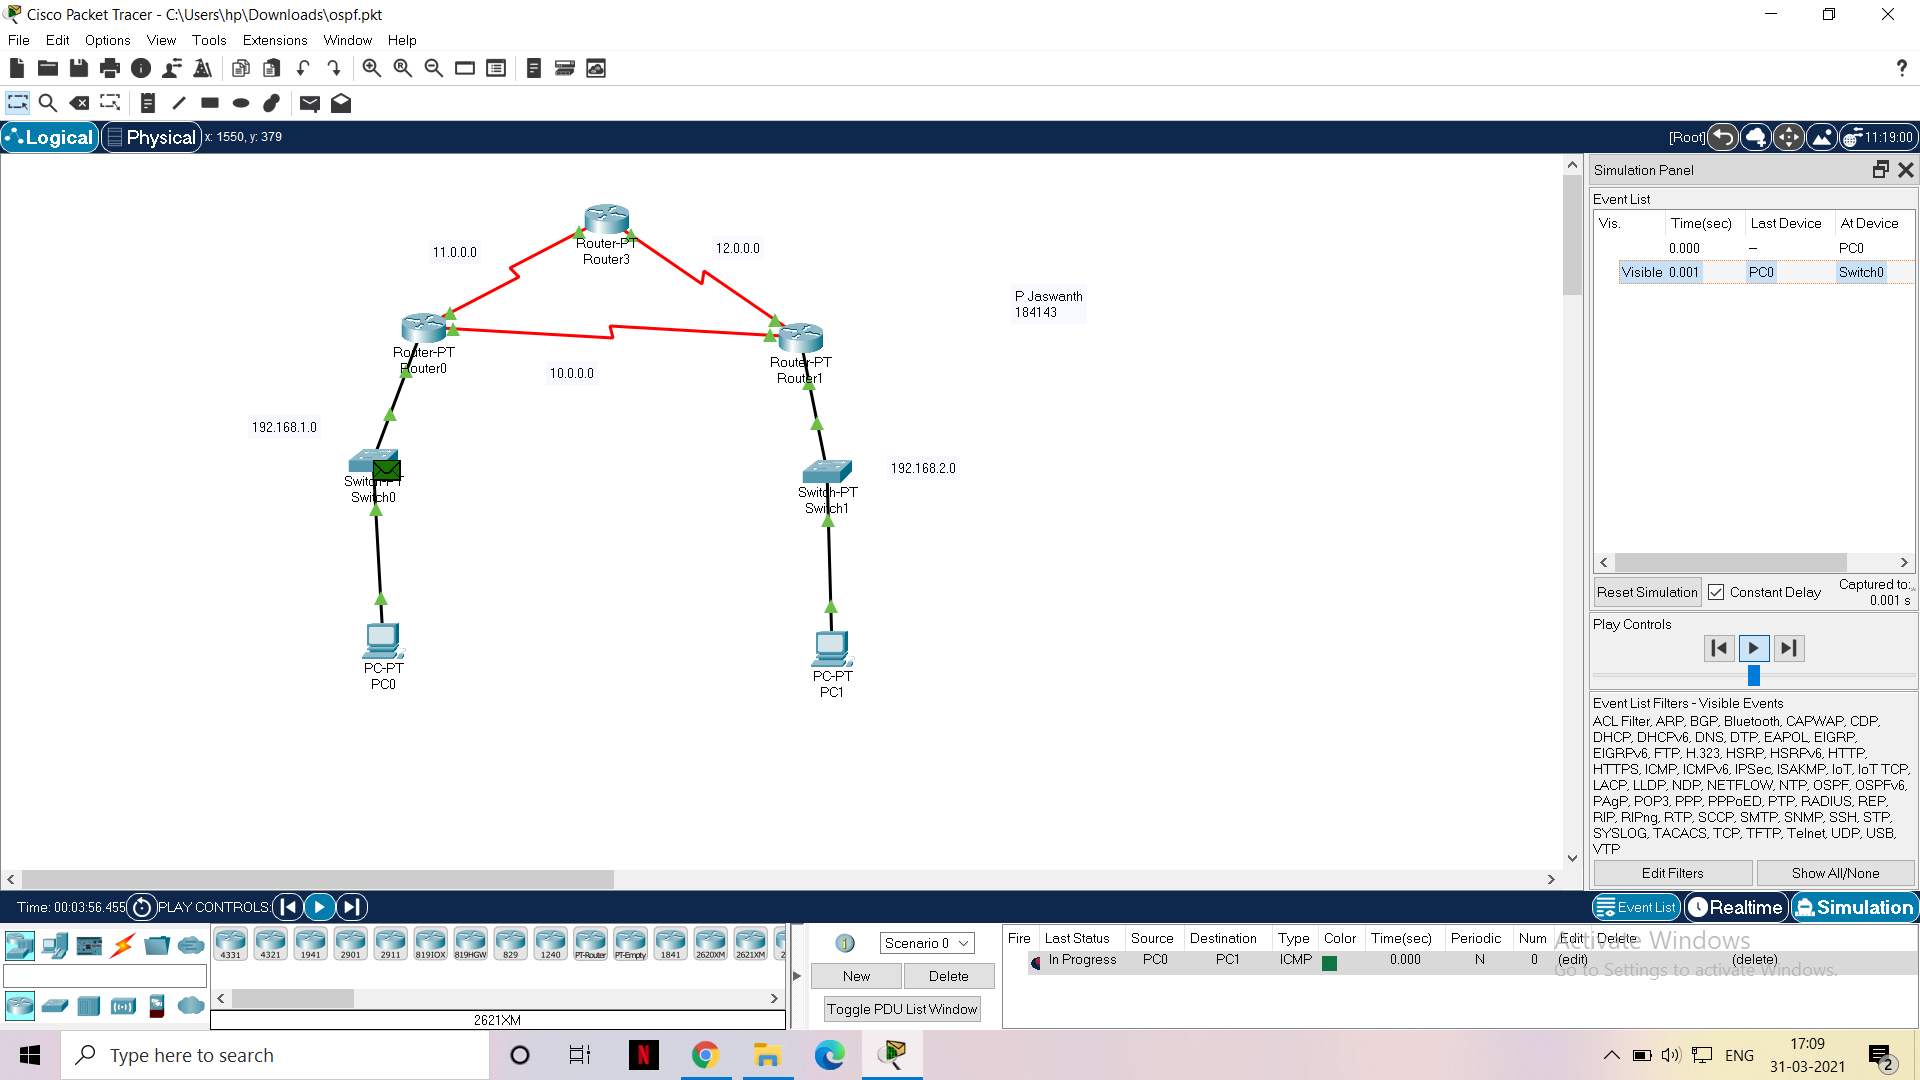 Cisco Packet Tracer - C:\Users\hp\Downloads\ospf.pkt
File Edit Options View Tools Extensions Window Help
?
Logical Physical x: 1550, y: 379 [Root] 11:19:00
11.0.0.0
12.0.0.0
Router-PT
Router3
P Jaswanth
184143
Router-PT
Router0
10.0.0.0
Router-PT
Router1
192.168.1.0
Switch-PT
Switch0
192.168.2.0
Switch-PT
Switch1
PC-PT
PC0
PC-PT
PC1
Simulation Panel
Event List
Vis. Time(sec) Last Device At Device
0.000 -- PC0
Visible 0.001 PC0 Switch0
Reset Simulation Constant Delay Captured to:
0.001 s
Play Controls
Event List Filters - Visible Events
ACL Filter, ARP, BGP, Bluetooth, CAPWAP, CDP,
DHCP, DHCPv6, DNS, DTP, EAPOL, EIGRP,
EIGRPv6, FTP, H.323, HSRP, HSRPv6, HTTP,
HTTPS, ICMP, ICMPv6, IPSec, ISAKMP, IoT, IoT TCP,
LACP, LLDP, NDP, NETFLOW, NTP, OSPF, OSPFv6,
PAgP, POP3, PPP, PPPoED, PTP, RADIUS, REP,
RIP, RIPng, RTP, SCCP, SMTP, SNMP, SSH, STP,
SYSLOG, TACACS, TCP, TFTP, Telnet, UDP, USB,
VTP
Edit Filters Show All/None
Time: 00:03:56.455 PLAY CONTROLS: Event List Realtime Simulation
4331 4321 1941 2901 2911 819IOX 819HGW 829 1240 PT-Router PT-Empty 1841 2620XM 2621XM 2
2621XM
1 Scenario 0
New Delete
Toggle PDU List Window
Fire Last Status Source Destination Type Color Time(sec) Periodic Num Edit Delete
In Progress PC0 PC1 ICMP 0.000 N 0 (edit) (delete)
Activate Windows
Go to Settings to activate Windows.
Type here to search
N
ENG
17:09
31-03-2021
2